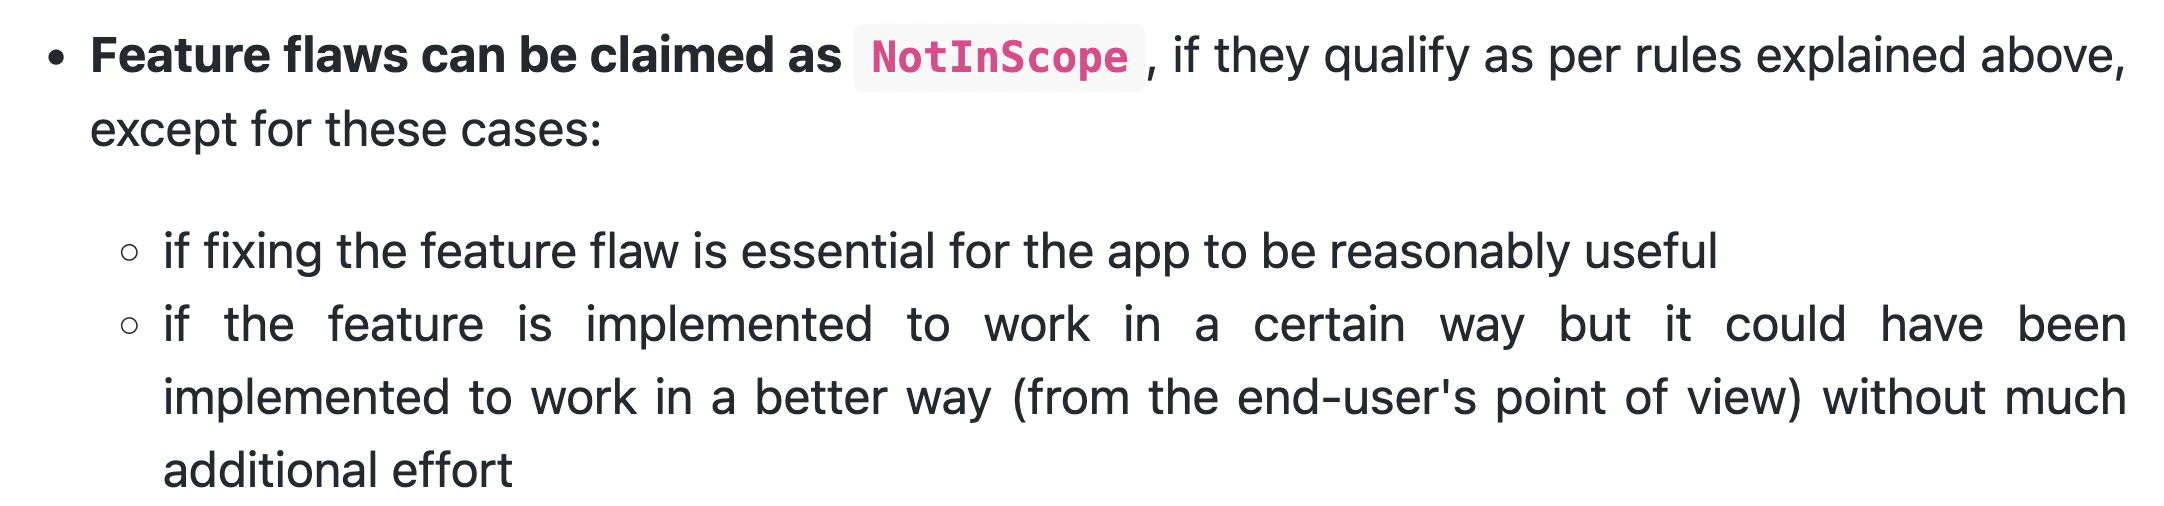 • Feature flaws can be claimed as NotInScope, if they qualify as per rules explained above,
except for these cases:
○ if fixing the feature flaw is essential for the app to be reasonably useful
○ if the feature is implemented to work in a certain way but it could have been
implemented to work in a better way (from the end-user's point of view) without much
additional effort